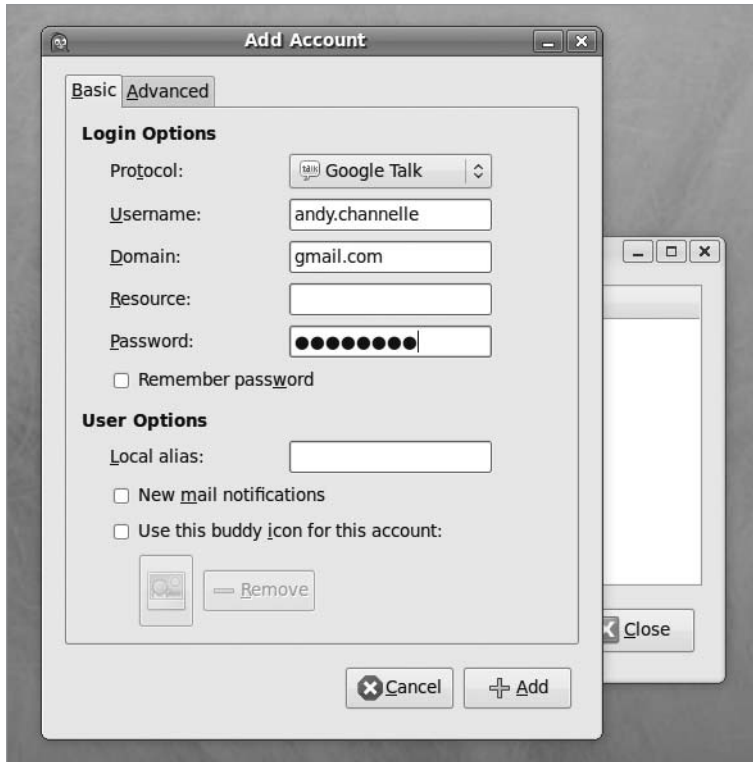 Add Account
Basic Advanced
Login Options
Protocol: talk Google Talk
Username: andy.channelle
Domain: gmail.com
Resource:
Password: ●●●●●●●●
Remember password
User Options
Local alias:
New mail notifications
Use this buddy icon for this account:
Remove
Close
Cancel Add